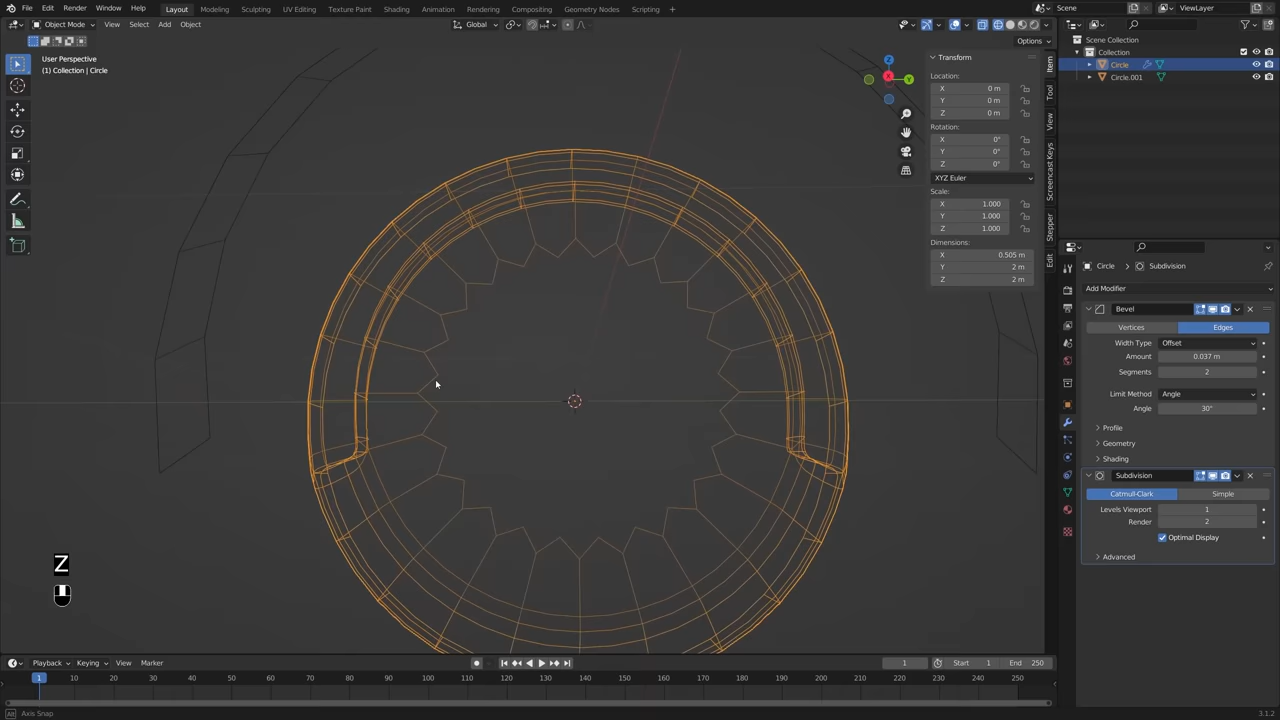 File Edit Render Window Help Layout Modeling Sculpting UV Editing Texture Paint Shading Animation Rendering Compositing Geometry Nodes Scripting Scene ViewLayer
Object Mode View Select Add Object Global
Options
User Perspective
(1) Collection | Circle
Z
Y
X
Transform
Location:
X 0 m
Y 0 m
Z 0 m
Rotation:
X 0°
Y 0°
Z 0°
XYZ Euler
Scale:
X 1.000
Y 1.000
Z 1.000
Dimensions:
X 0.505 m
Y 2 m
Z 2 m
Item
Tool
View
Screencast Keys
Stepper
Edit
Scene Collection
Collection
Circle
Circle.001
Circle Subdivision
Add Modifier
Bevel
Vertices Edges
Width Type Offset
Amount 0.037 m
Segments 2
Limit Method Angle
Angle 30°
Profile
Geometry
Shading
Subdivision
Catmull-Clark Simple
Levels Viewport 1
Render 2
Optimal Display
Advanced
Z
Playback Keying View Marker 1 Start 1 End 250
1 10 20 30 40 50 60 70 80 90 100 110 120 130 140 150 160 170 180 190 200 210 220 230 240 250
Axis Snap 3.1.2